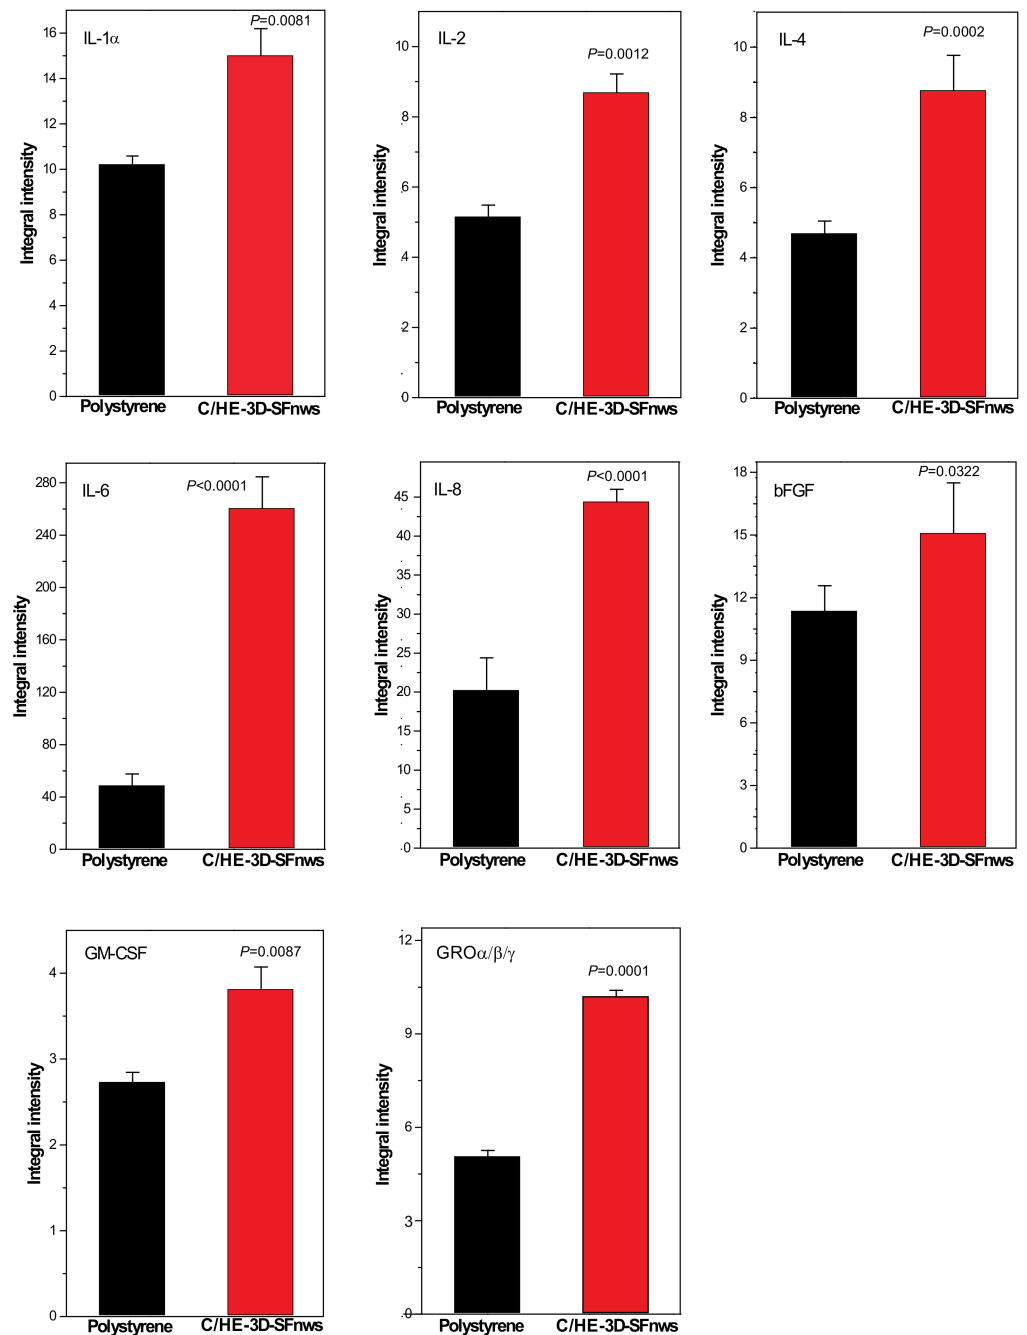 IL-1α
P=0.0081
16
14
12
10
8
6
4
2
0
Integral intensity
Polystyrene
C/HE-3D-SFnws
IL-2
P=0.0012
10
8
6
4
2
0
Integral intensity
Polystyrene
C/HE-3D-SFnws
IL-4
P=0.0002
10
8
6
4
2
0
Integral intensity
Polystyrene
C/HE-3D-SFnws
IL-6
P<0.0001
280
240
200
160
120
80
40
0
Integral intensity
Polystyrene
C/HE-3D-SFnws
IL-8
P<0.0001
45
40
35
30
25
20
15
10
5
0
Integral intensity
Polystyrene
C/HE-3D-SFnws
bFGF
P=0.0322
18
15
12
9
6
3
0
Integral intensity
Polystyrene
C/HE-3D-SFnws
GM-CSF
P=0.0087
4
3
2
1
0
Integral intensity
Polystyrene
C/HE-3D-SFnws
GROα/β/γ
P=0.0001
12
9
6
3
0
Integral intensity
Polystyrene
C/HE-3D-SFnws